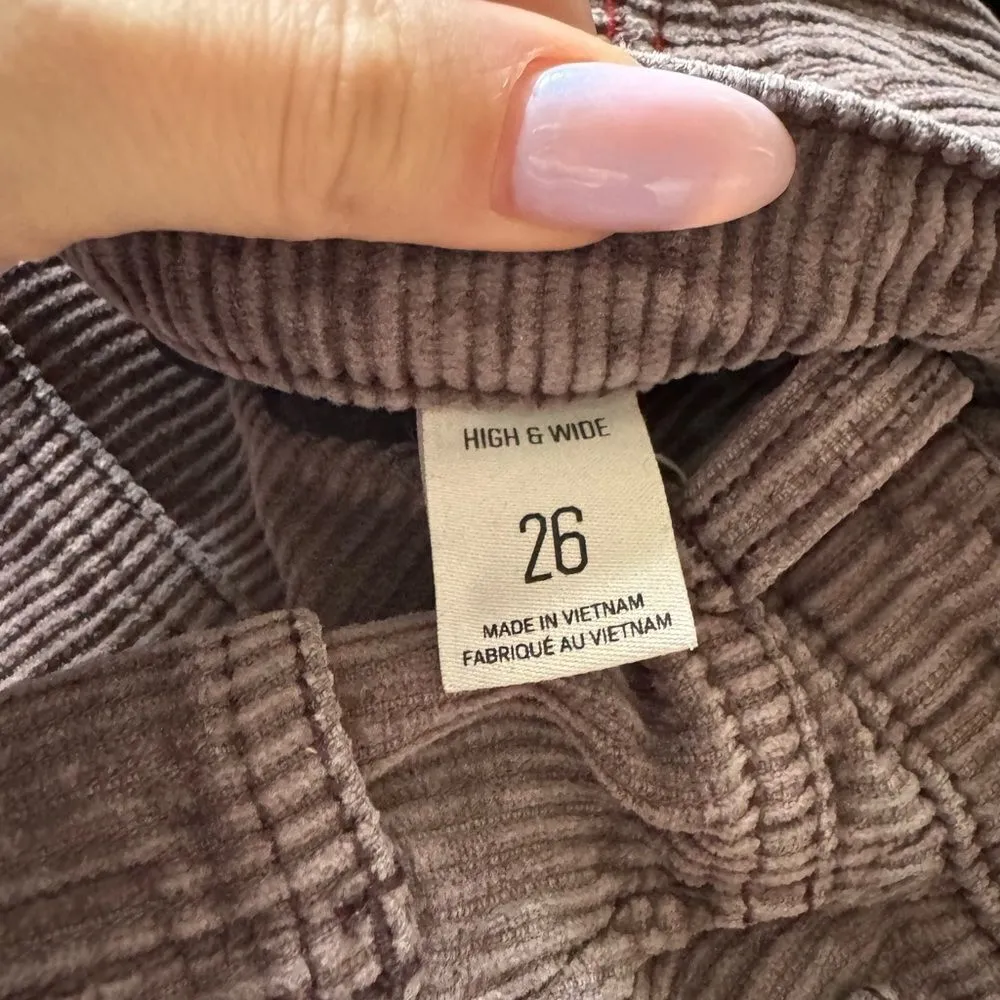 HIGH & WIDE
26
MADE IN VIETNAM
FABRIQUÉ AU VIETNAM